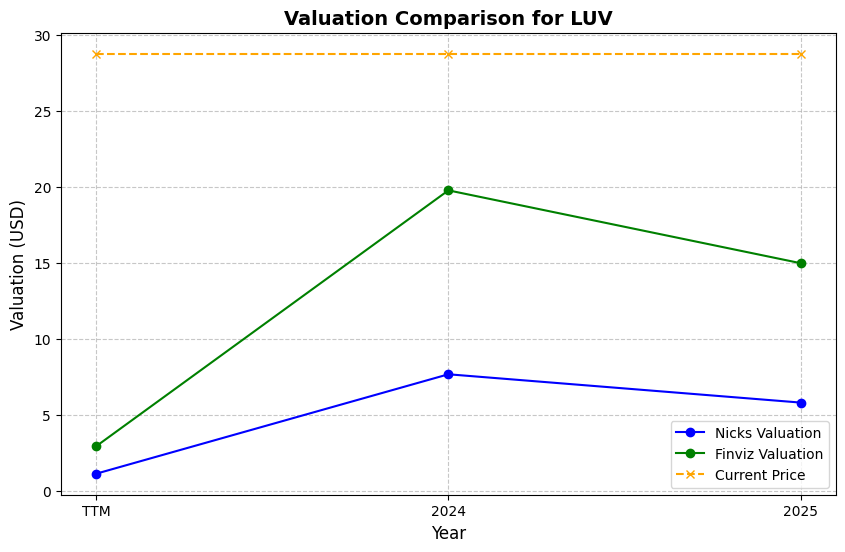 Valuation Comparison for LUV
Valuation (USD)
30
25
20
15
10
5
0
TTM
2024
2025
Year
Nicks Valuation
Finviz Valuation
Current Price